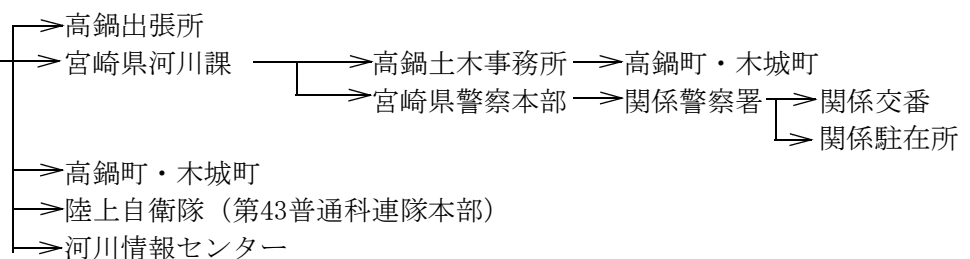 高鍋出張所
宮崎県河川課 高鍋土木事務所 高鍋町・木城町
宮崎県警察本部 関係警察署 関係交番
関係駐在所
高鍋町・木城町
陸上自衛隊（第43普通科連隊本部）
河川情報センター